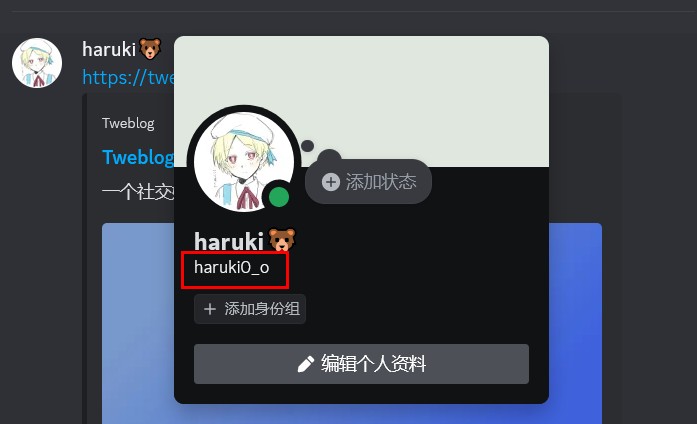 haruki🐻
https://twe
Tweblog
Tweblog
一个社交
添加状态
haruki🐻
haruki0_o
添加身份组
编辑个人资料